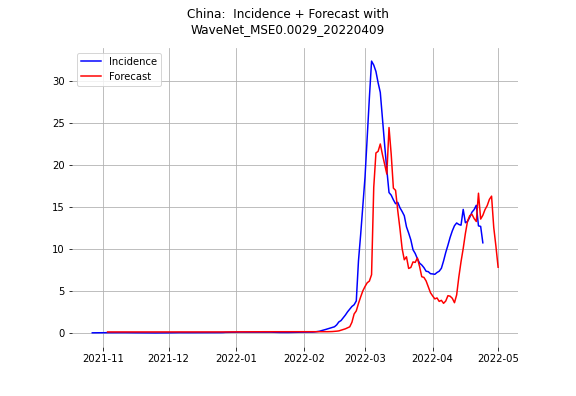 China:  Incidence + Forecast with
WaveNet_MSE0.0029_20220409
Incidence
Forecast
30
25
20
15
10
5
0
2021-11 2021-12 2022-01 2022-02 2022-03 2022-04 2022-05